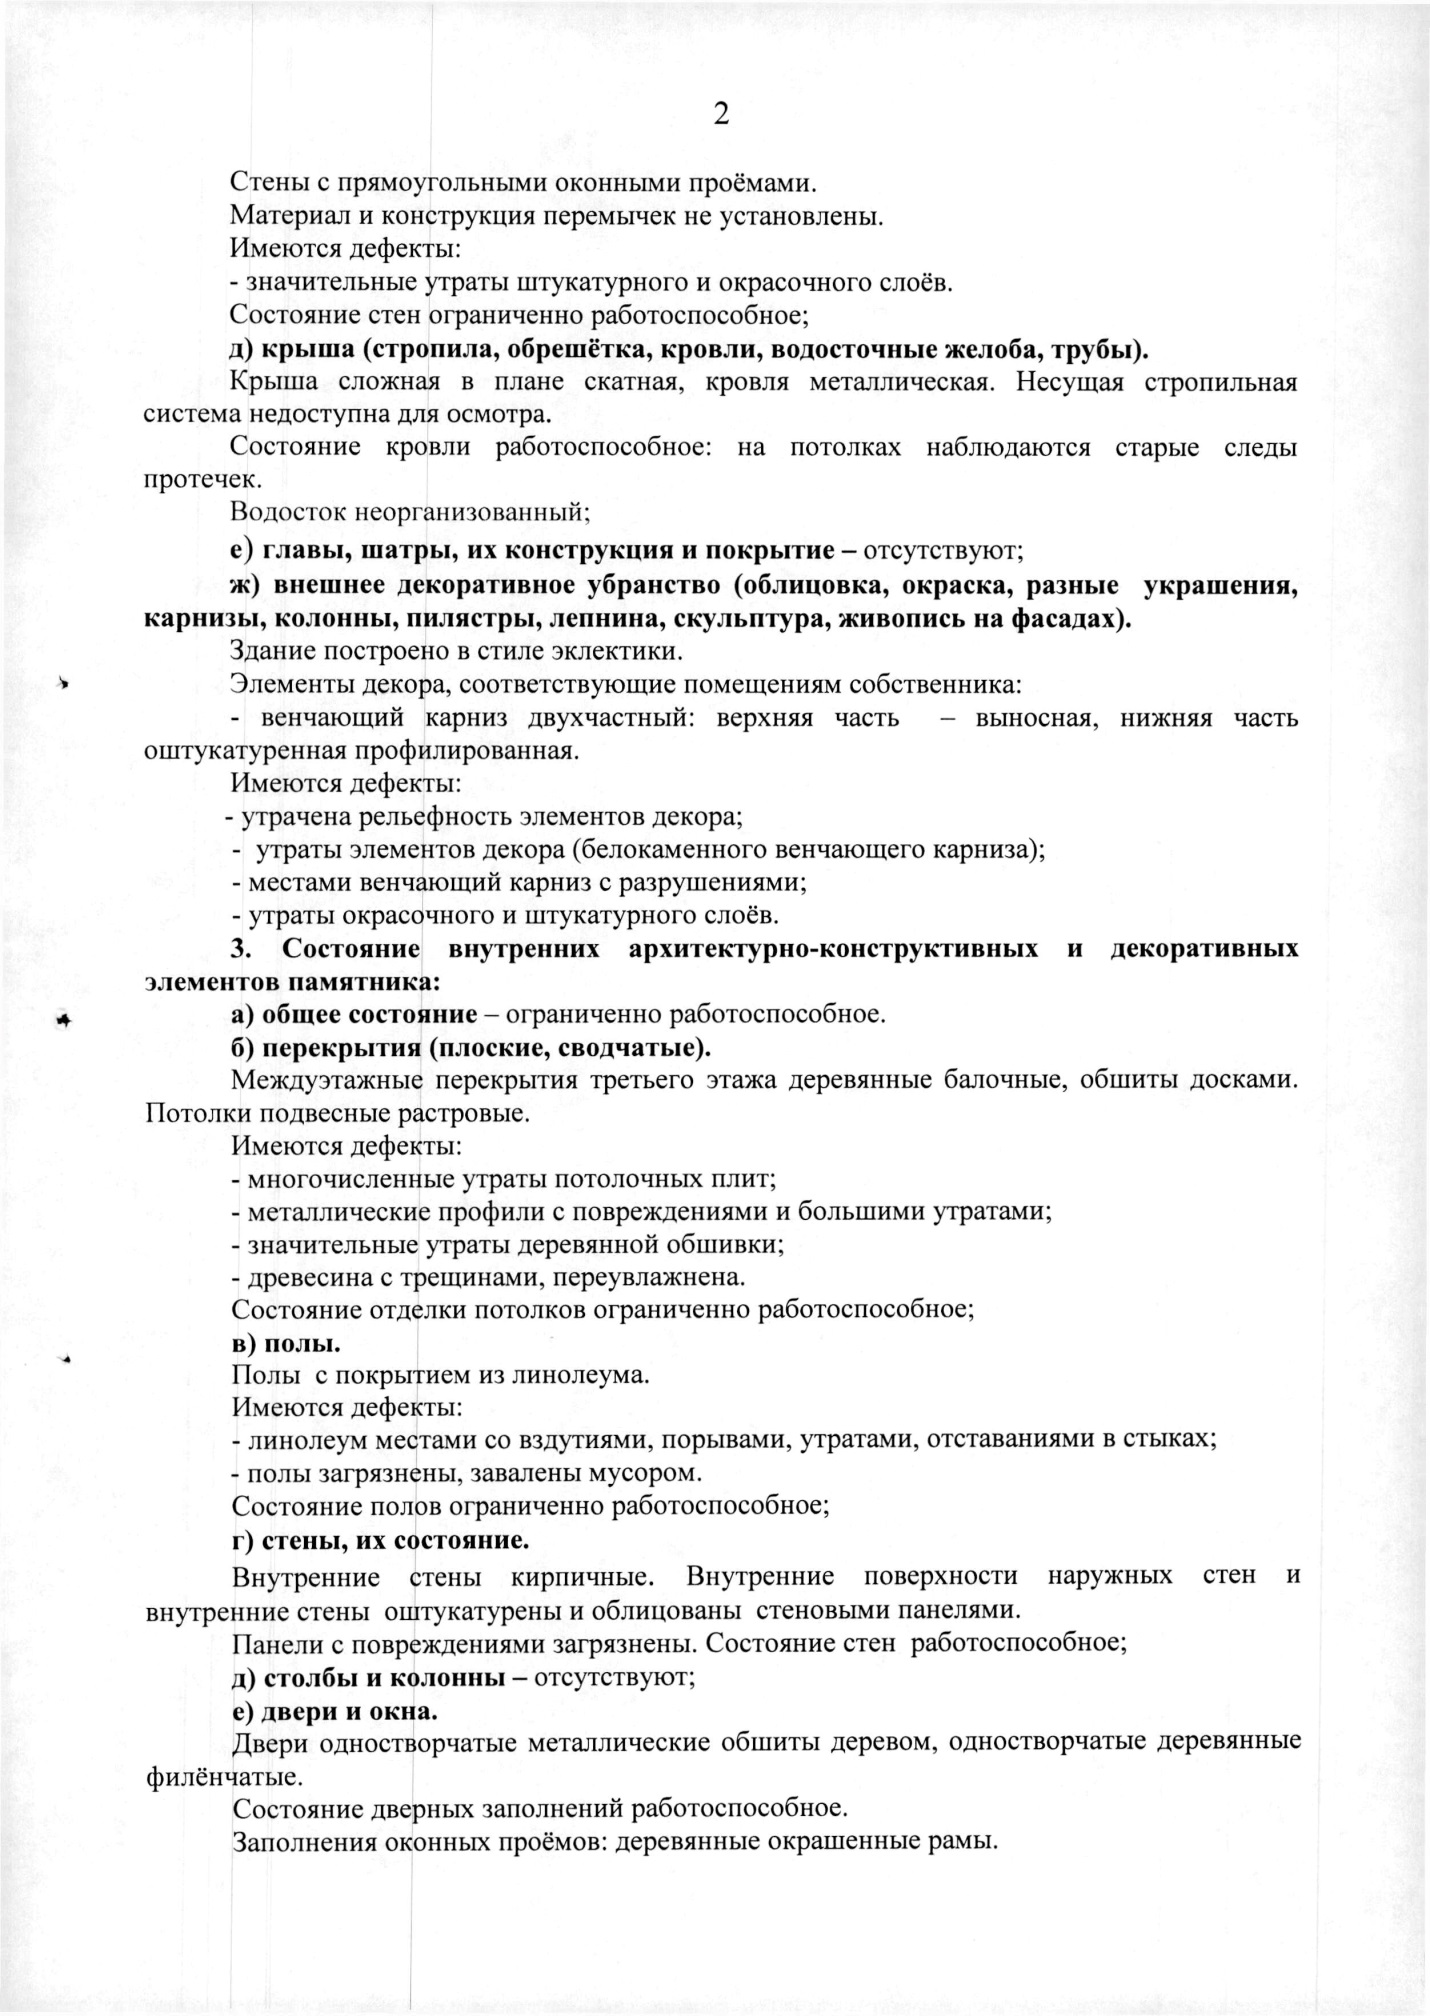 2
Стены с прямоугольными оконными проёмами.
Материал и конструкция перемычек не установлены.
Имеются дефекты:
- значительные утраты штукатурного и окрасочного слоёв.
Состояние стен ограниченно работоспособное;
д) крыша (стропила, обрешётка, кровли, водосточные желоба, трубы).
Крыша сложная в плане скатная, кровля металлическая. Несущая стропильная
система недоступна для осмотра.
Состояние кровли работоспособное: на потолках наблюдаются старые следы
протечек.
Водосток неорганизованный;
е) главы, шатры, их конструкция и покрытие – отсутствуют;
ж) внешнее декоративное убранство (облицовка, окраска, разные украшения,
карнизы, колонны, пилястры, лепнина, скульптура, живопись на фасадах).
Здание построено в стиле эклектики.
Элементы декора, соответствующие помещениям собственника:
- венчающий карниз двухчастный: верхняя часть – выносная, нижняя часть
оштукатуренная профилированная.
Имеются дефекты:
- утрачена рельефность элементов декора;
- утраты элементов декора (белокаменного венчающего карниза);
- местами венчающий карниз с разрушениями;
- утраты окрасочного и штукатурного слоёв.
3. Состояние внутренних архитектурно-конструктивных и декоративных
элементов памятника:
а) общее состояние – ограниченно работоспособное.
б) перекрытия (плоские, сводчатые).
Междуэтажные перекрытия третьего этажа деревянные балочные, обшиты досками.
Потолки подвесные растровые.
Имеются дефекты:
- многочисленные утраты потолочных плит;
- металлические профили с повреждениями и большими утратами;
- значительные утраты деревянной обшивки;
- древесина с трещинами, переувлажнена.
Состояние отделки потолков ограниченно работоспособное;
в) полы.
Полы с покрытием из линолеума.
Имеются дефекты:
- линолеум местами со вздутиями, порывами, утратами, отставаниями в стыках;
- полы загрязнены, завалены мусором.
Состояние полов ограниченно работоспособное;
г) стены, их состояние.
Внутренние стены кирпичные. Внутренние поверхности наружных стен и
внутренние стены оштукатурены и облицованы стеновыми панелями.
Панели с повреждениями загрязнены. Состояние стен работоспособное;
д) столбы и колонны – отсутствуют;
е) двери и окна.
Двери одностворчатые металлические обшиты деревом, одностворчатые деревянные
филёнчатые.
Состояние дверных заполнений работоспособное.
Заполнения оконных проёмов: деревянные окрашенные рамы.